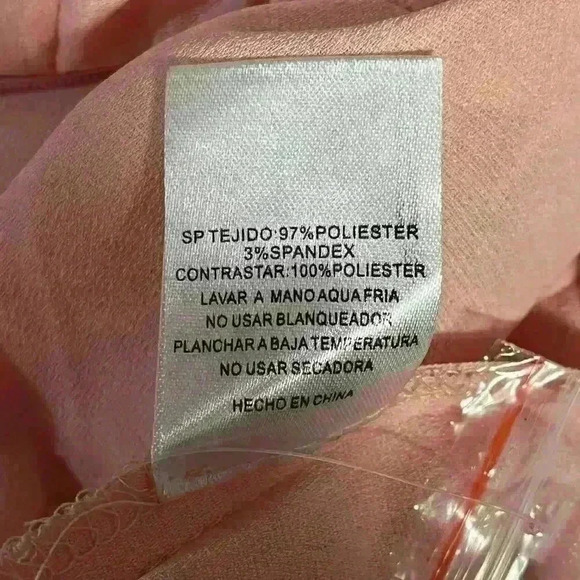 SP TEJIDO:97%POLIESTER
3%SPANDEX
CONTRASTAR:100%POLIESTER
LAVAR A MANO AQUA FRIA
NO USAR BLANQUEADOR
PLANCHAR A BAJA TEMPERATURA
NO USAR SECADORA
HECHO EN CHINA